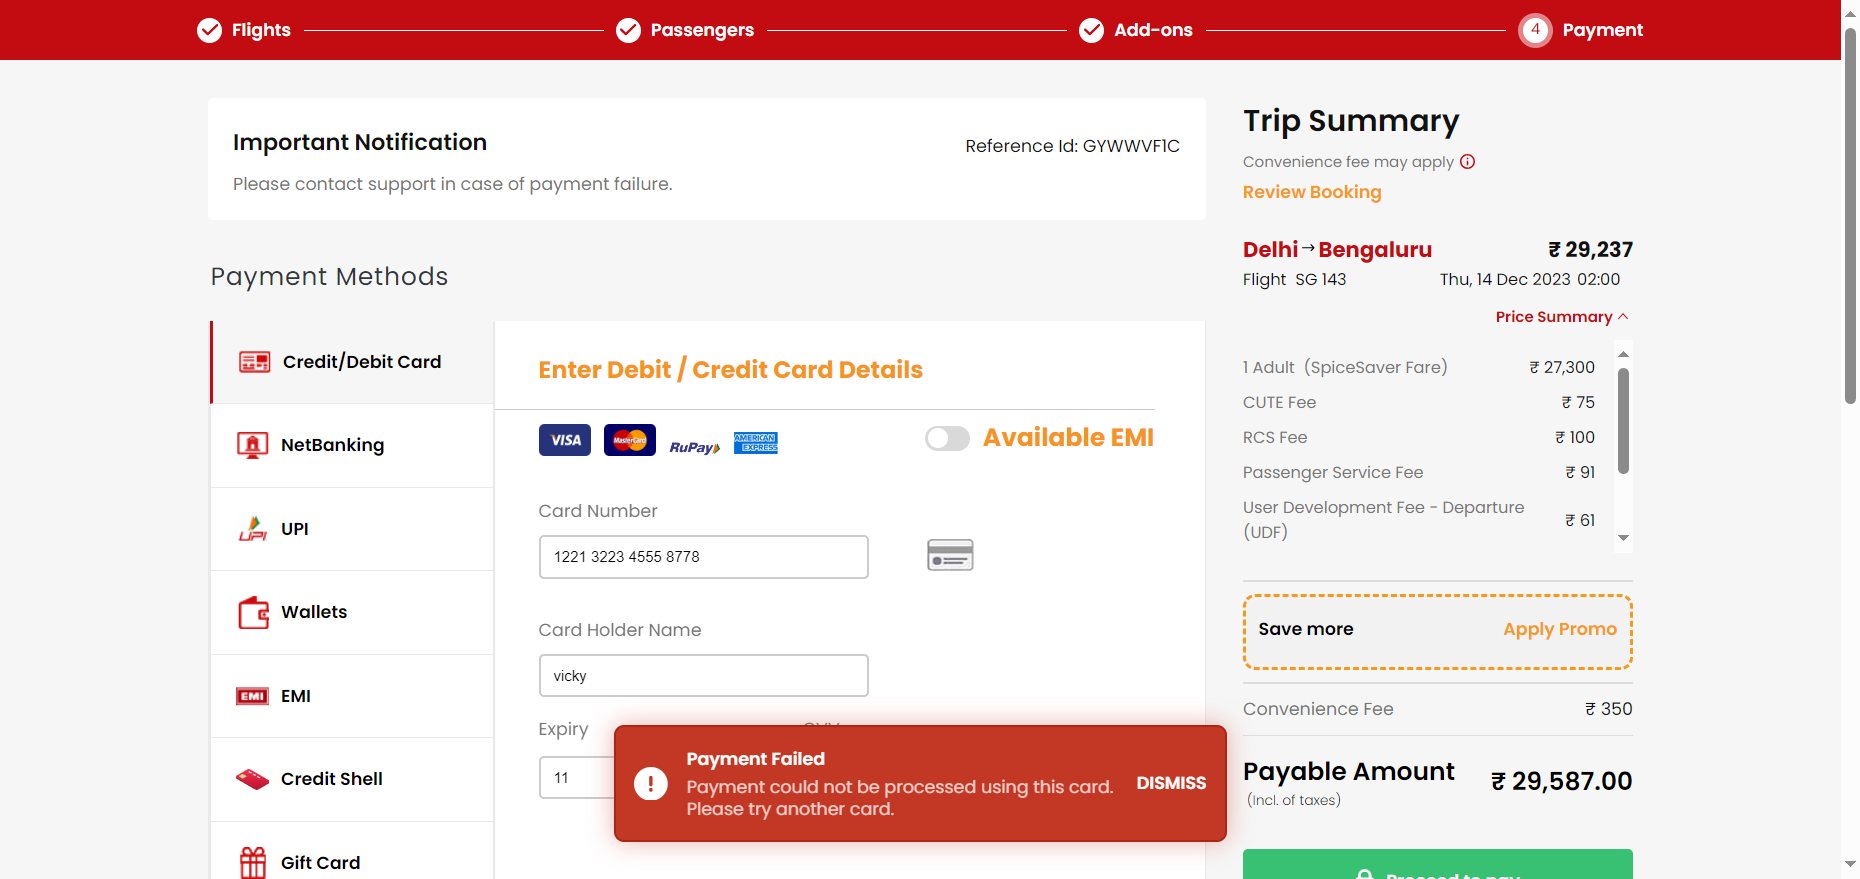 Flights
Passengers
Add-ons
4 Payment
Important Notification
Reference Id: GYWWVF1C
Please contact support in case of payment failure.
Payment Methods
Credit/Debit Card
NetBanking
UPI
UPI
Wallets
EMI EMI
Credit Shell
Gift Card
Enter Debit / Credit Card Details
VISA MasterCard RuPay AMERICAN EXPRESS
Available EMI
Card Number
1221 3223 4555 8778
Card Holder Name
vicky
Expiry
11
Payment Failed
Payment could not be processed using this card.
Please try another card.
DISMISS
Trip Summary
Convenience fee may apply
Review Booking
Delhi → Bengaluru ₹ 29,237
Flight SG 143 Thu, 14 Dec 2023 02:00
Price Summary
1 Adult (SpiceSaver Fare) ₹ 27,300
CUTE Fee ₹ 75
RCS Fee ₹ 100
Passenger Service Fee ₹ 91
User Development Fee - Departure
(UDF) ₹ 61
Save more Apply Promo
Convenience Fee ₹ 350
Payable Amount ₹ 29,587.00
(Incl. of taxes)
Proceed to pay